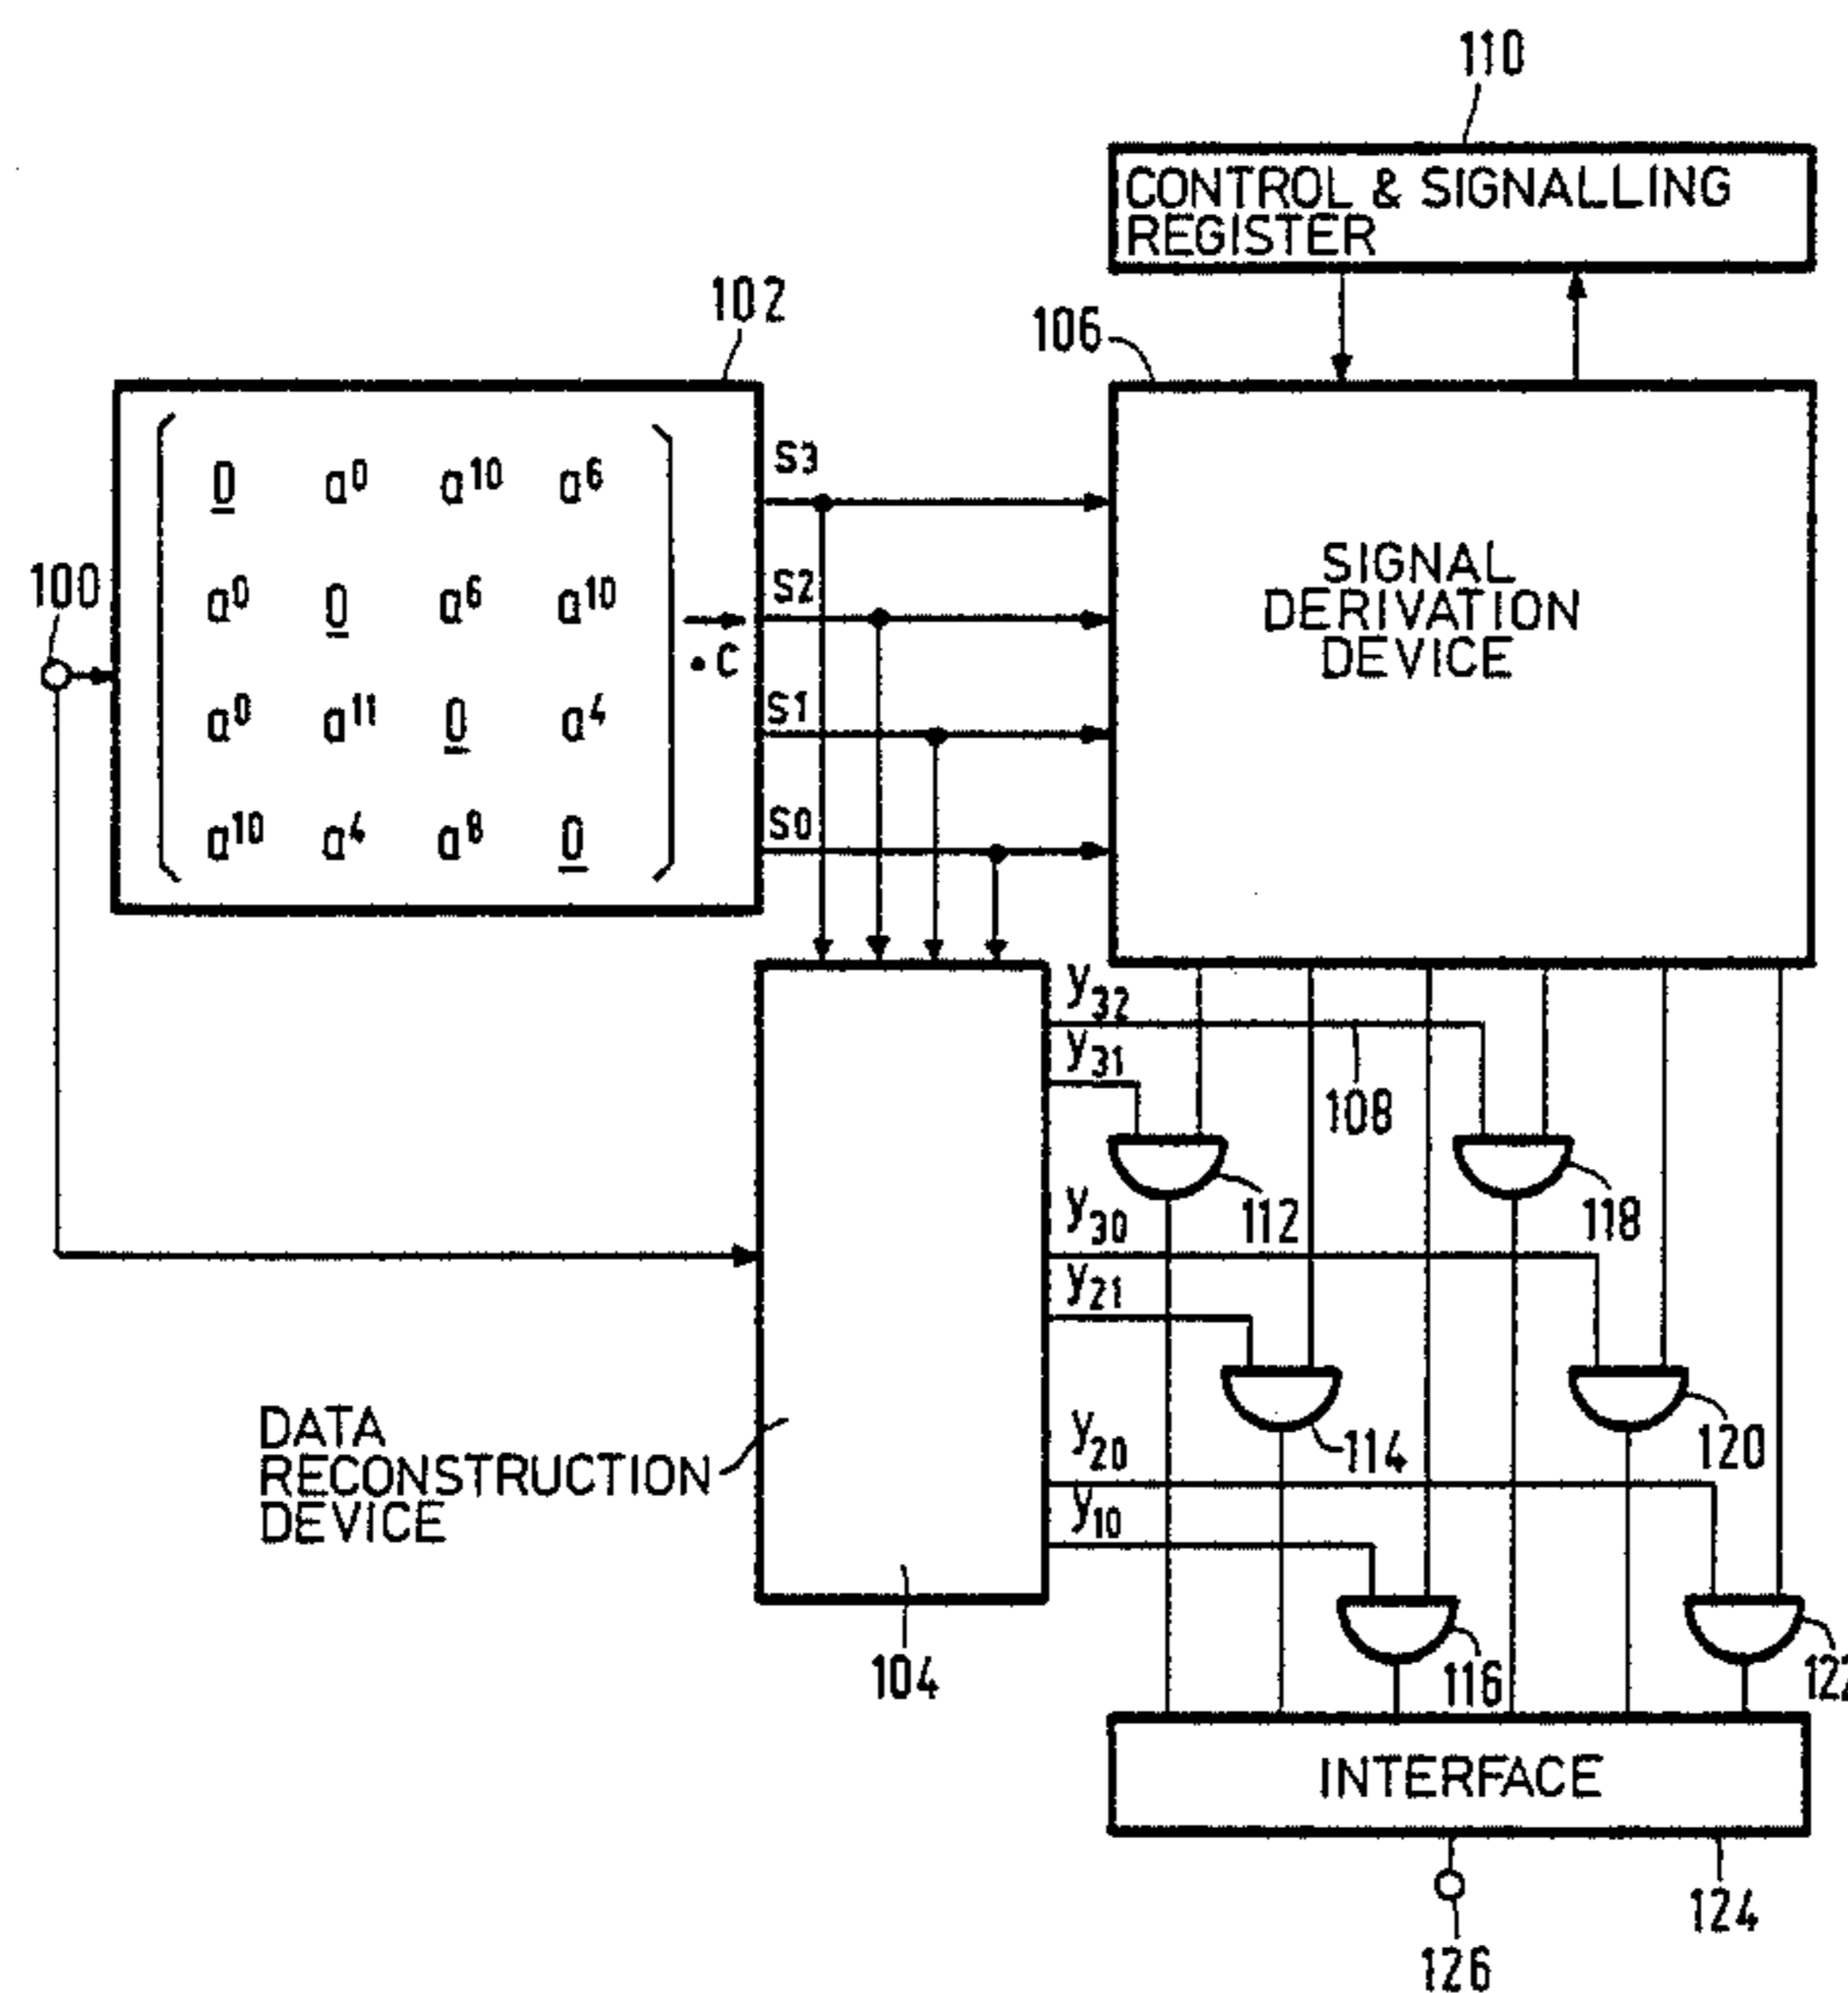 110
CONTROL & SIGNALLING
REGISTER
102
106
100
0 a⁰ a¹⁰ a⁶
a⁰ 0 a⁶ a¹⁰
a⁰ a¹¹ 0 a⁴
a¹⁰ a⁴ a⁸ 0
• c
S3
S2
S1
S0
SIGNAL
DERIVATION
DEVICE
y₃₂
y₃₁
108
112
118
y₃₀
y₂₁
114
120
y₂₀
y₁₀
DATA
RECONSTRUCTION
DEVICE
104
116
122
INTERFACE
124
126